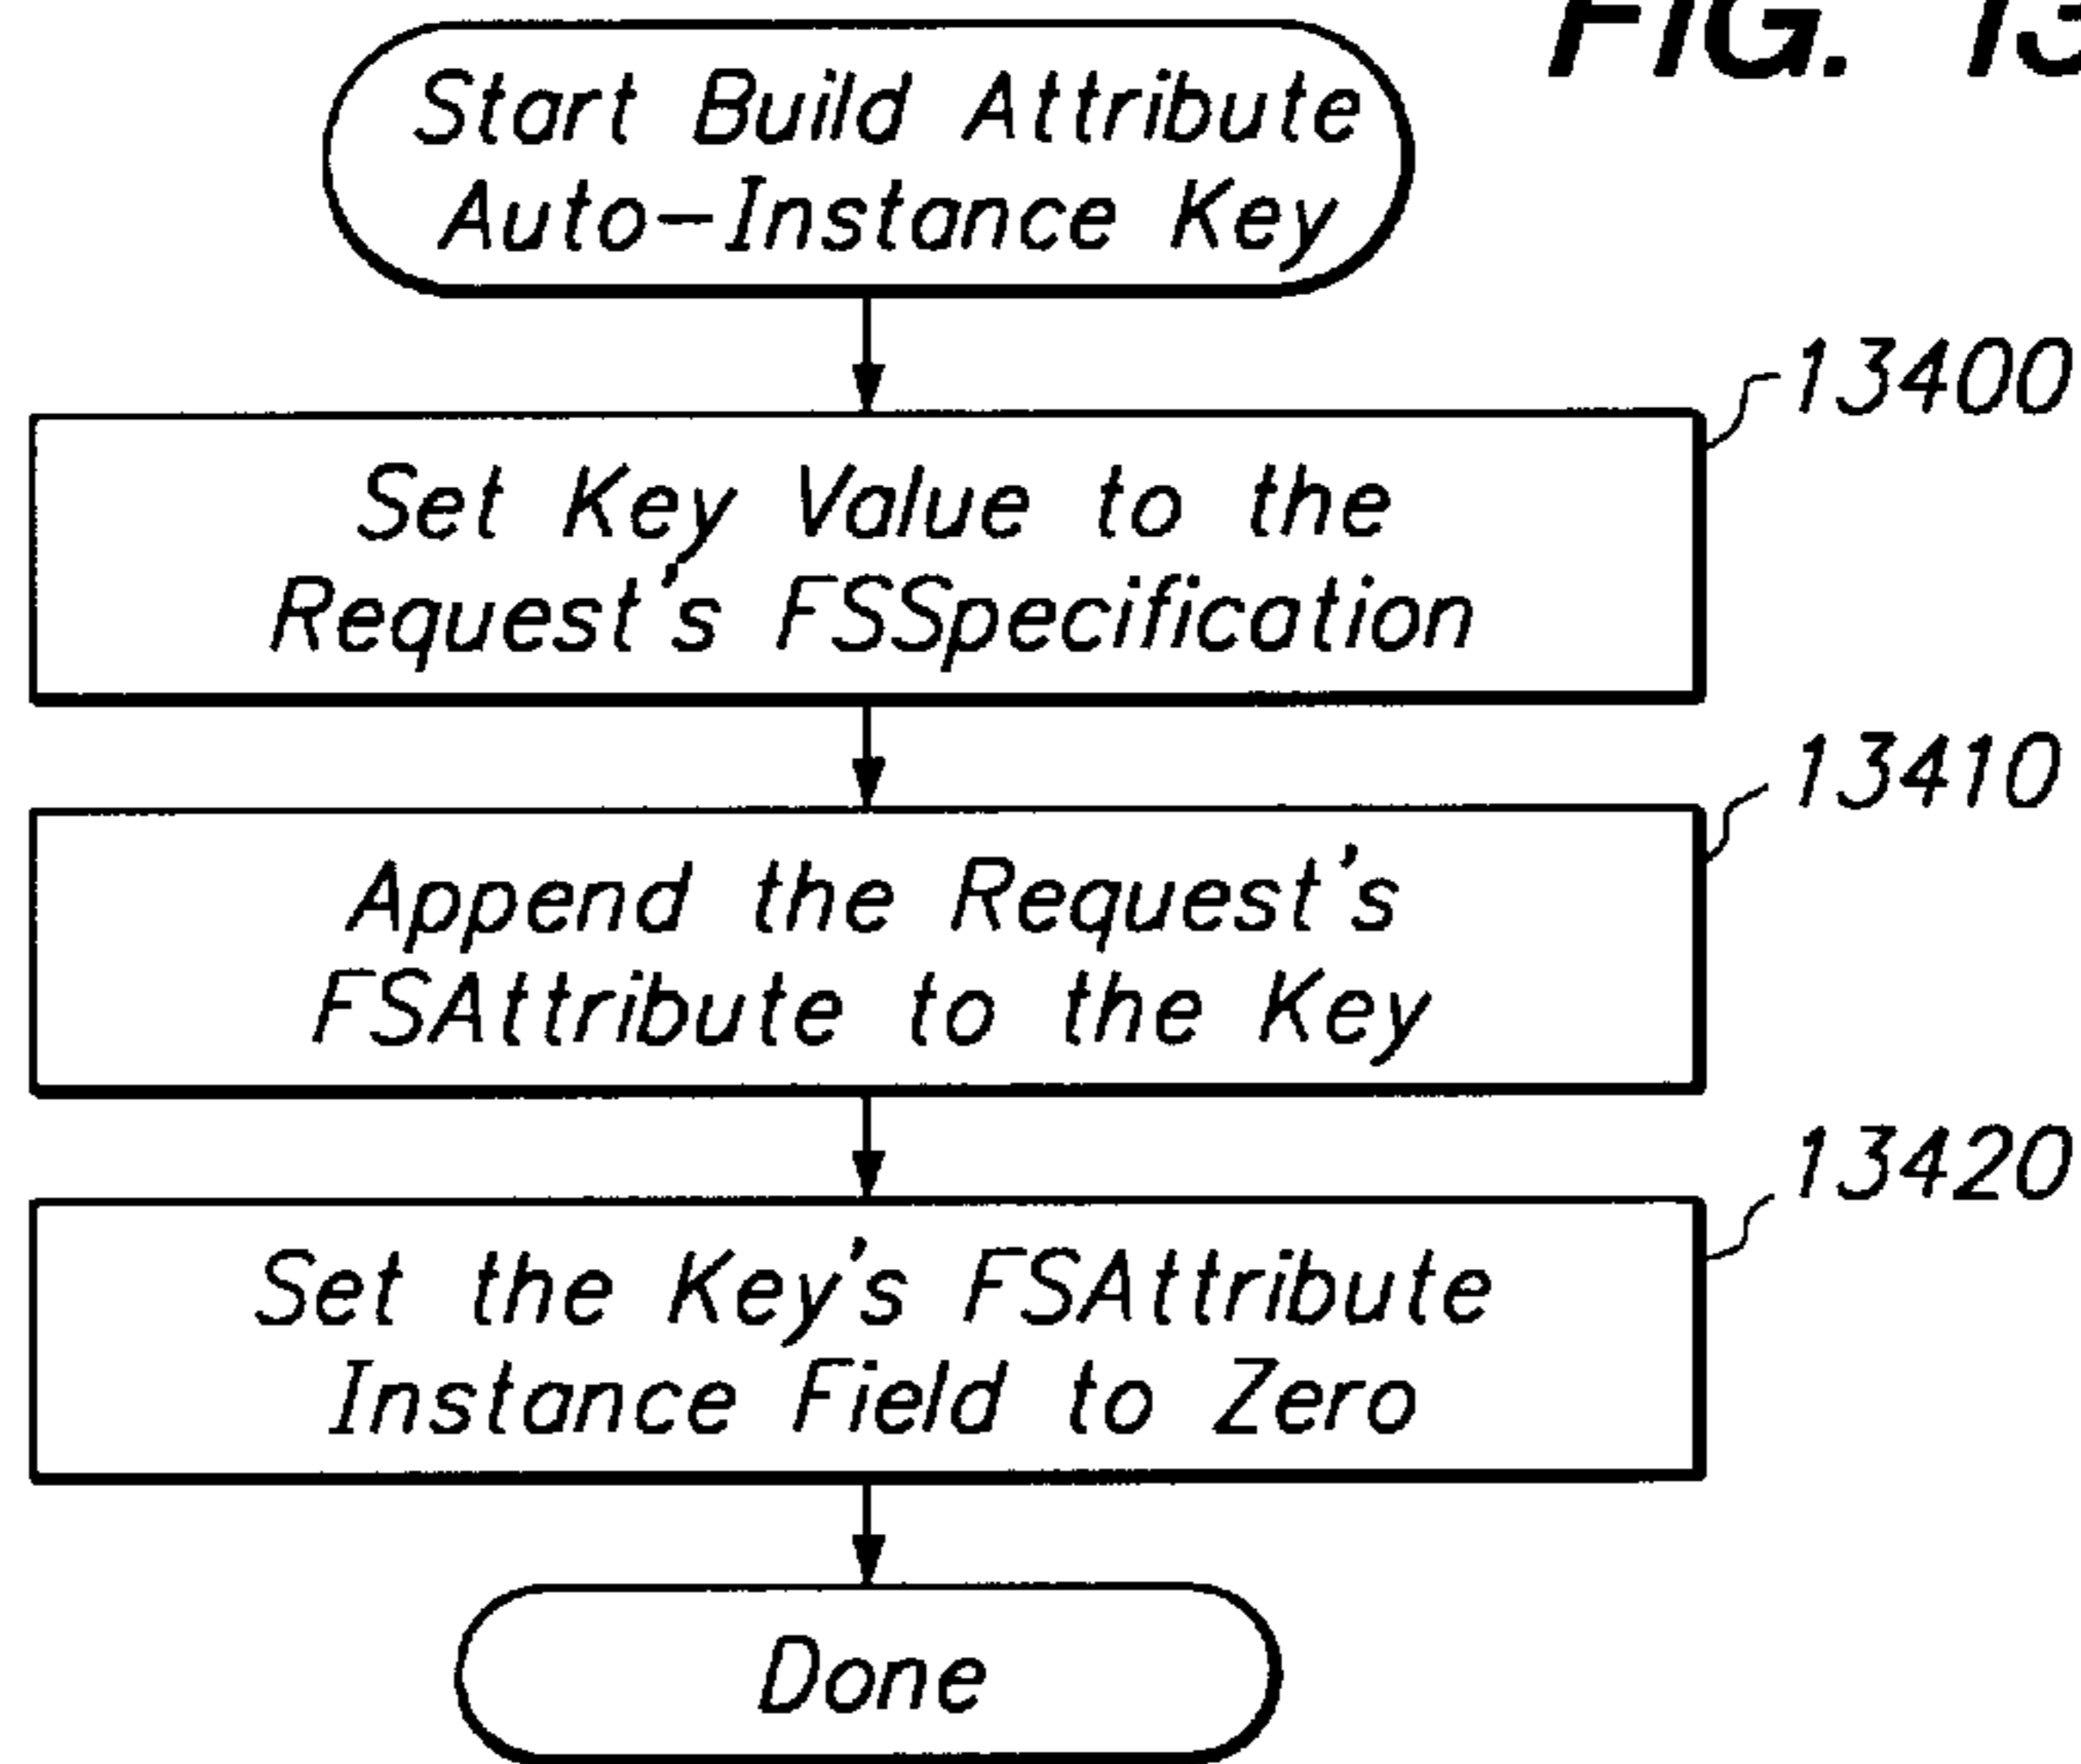 FIG. 13
Start Build Attribute
Auto-Instance Key
13400
Set Key Value to the
Request's FSSpecification
13410
Append the Request's
FSAttribute to the Key
13420
Set the Key's FSAttribute
Instance Field to Zero
Done